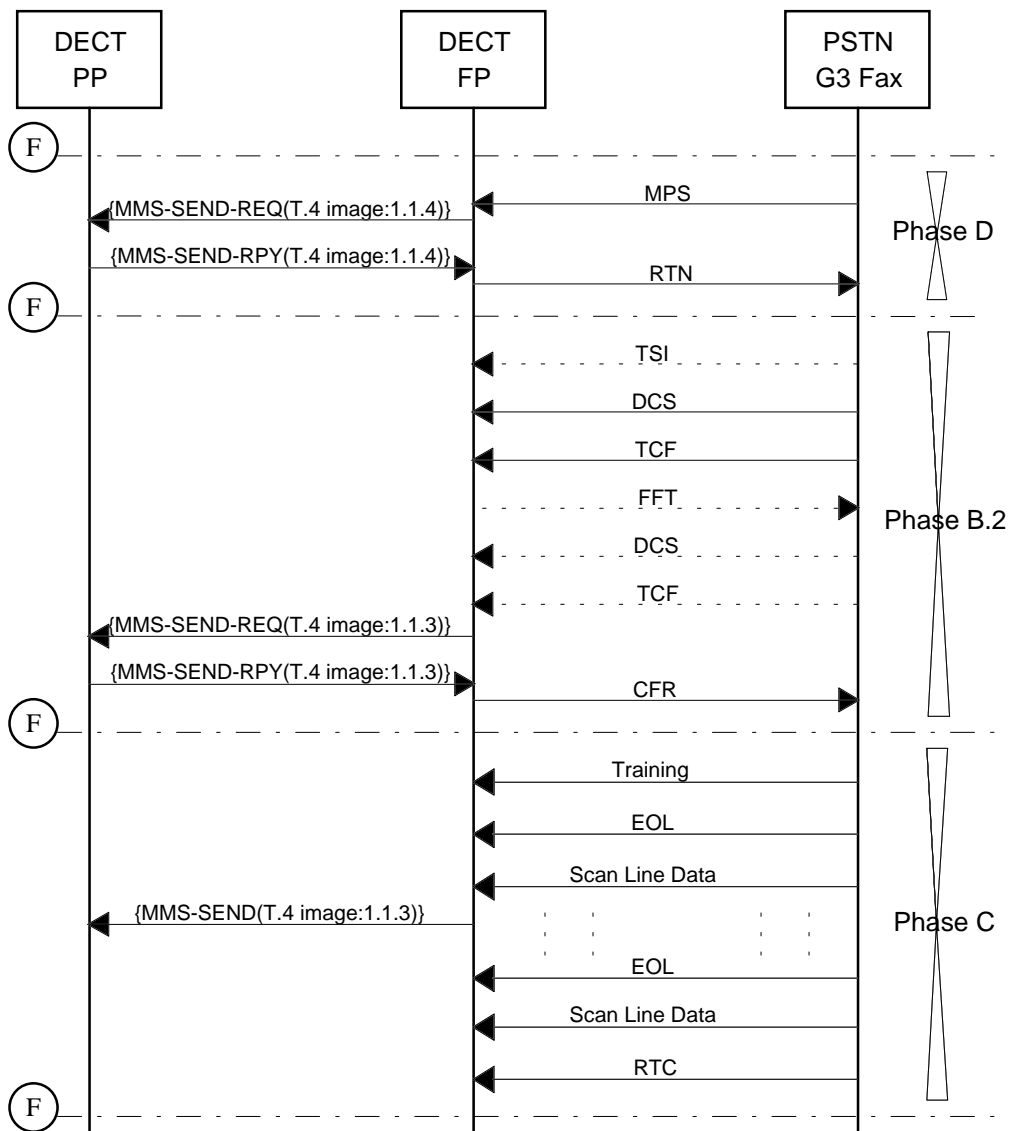 DECT
PP
DECT
FP
PSTN
G3 Fax
F
MPS
{MMS-SEND-REQ(T.4 image:1.1.4)}
Phase D
{MMS-SEND-RPY(T.4 image:1.1.4)}
RTN
F
TSI
DCS
TCF
FFT
Phase B.2
DCS
TCF
{MMS-SEND-REQ(T.4 image:1.1.3)}
{MMS-SEND-RPY(T.4 image:1.1.3)}
CFR
F
Training
EOL
Scan Line Data
{MMS-SEND(T.4 image:1.1.3)}
Phase C
EOL
Scan Line Data
RTC
F